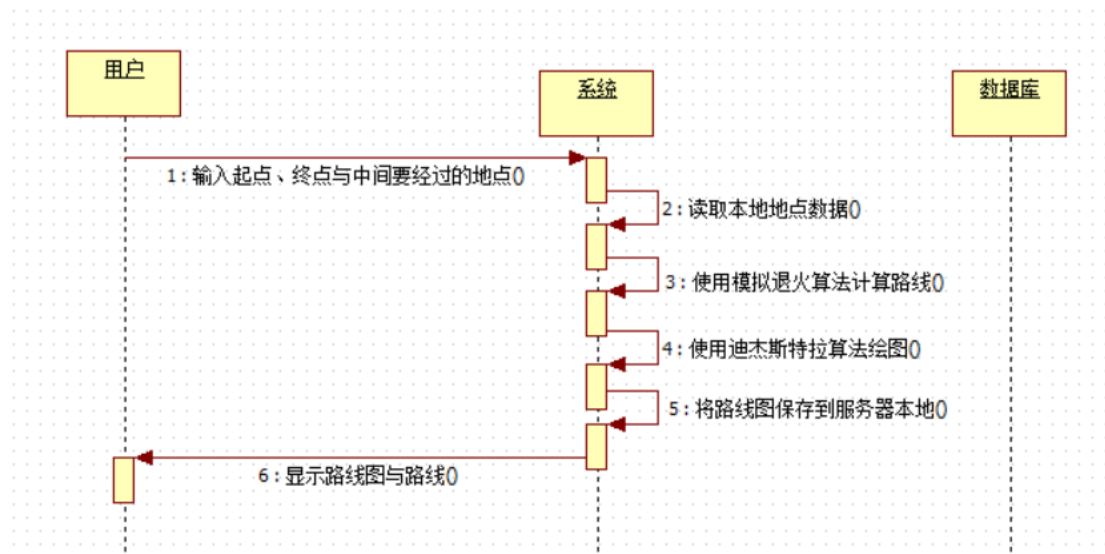 用户
系统
数据库
1:输入起点、终点与中间要经过的地点()
2:读取本地地点数据()
3:使用模拟退火算法计算路线()
4:使用迪杰斯特拉算法绘图()
5:将路线图保存到服务器本地()
6:显示路线图与路线()